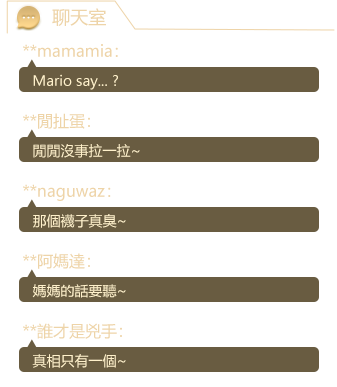 聊天室
**mamamia：
Mario say... ?
**閒扯蛋：
閒閒沒事拉一拉~
**naguwaz：
那個襪子真臭~
**阿媽達：
媽媽的話要聽~
**誰才是兇手：
真相只有一個~